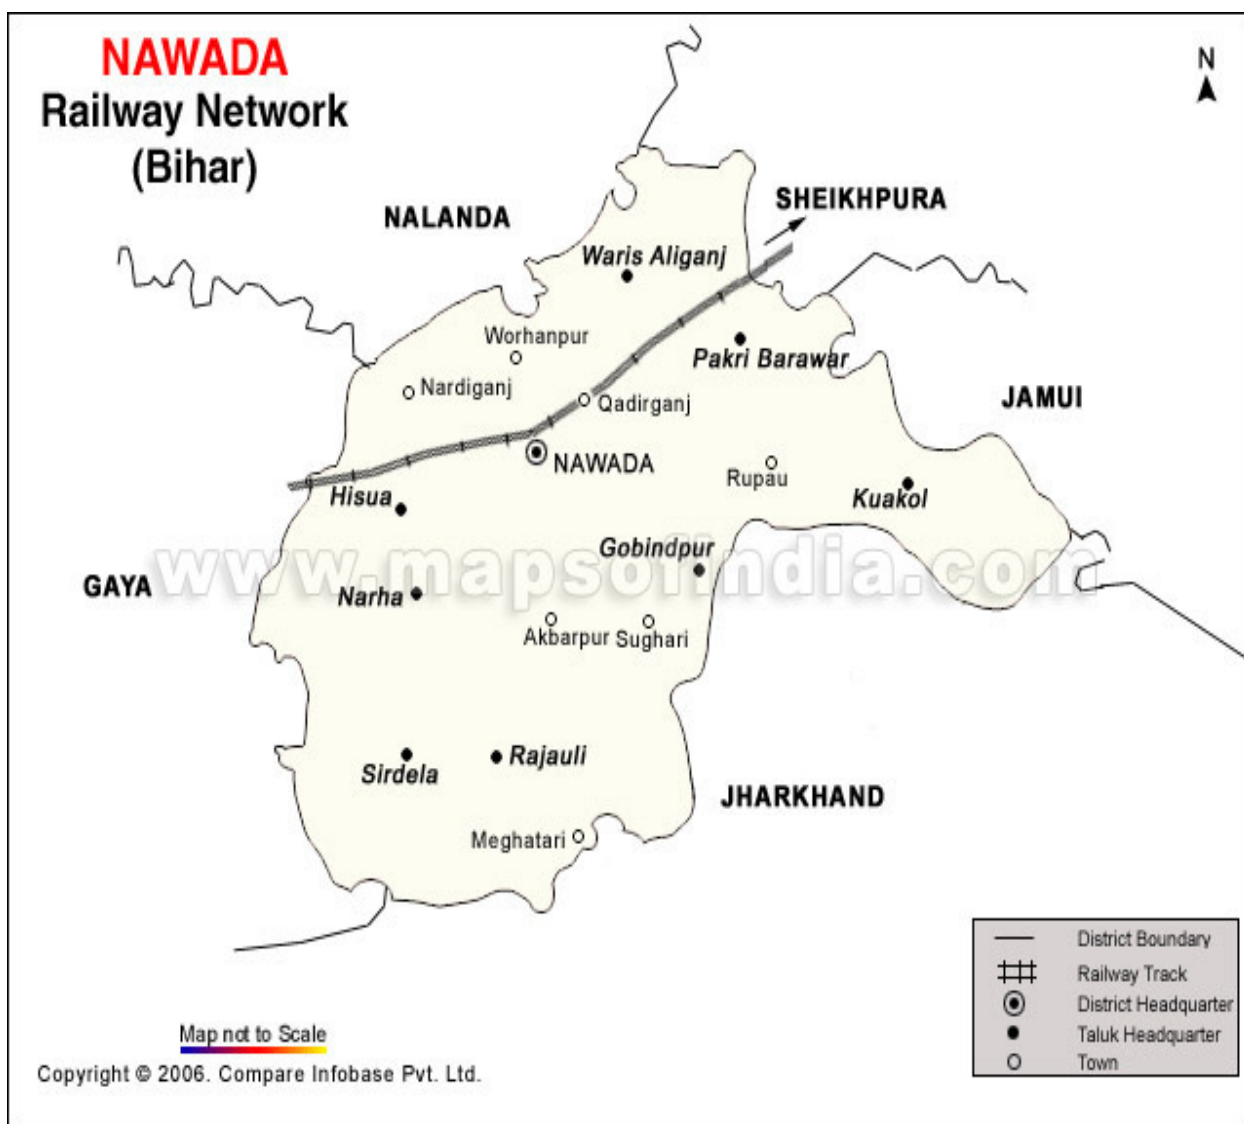 NAWADA
Railway Network
(Bihar)
N
NALANDA
SHEIKHPURA
Waris Aliganj
Worhanpur
Pakri Barawar
Nardiganj
Qadirganj
JAMUI
NAWADA
Rupau
Hisua
Kuakol
Gobindpur
www.mapsofindia.com
GAYA
Narha
Akbarpur
Sughari
Rajauli
Sirdela
JHARKHAND
Meghatari
District Boundary
Railway Track
District Headquarter
Taluk Headquarter
Town
Map not to Scale
Copyright © 2006. Compare Infobase Pvt. Ltd.